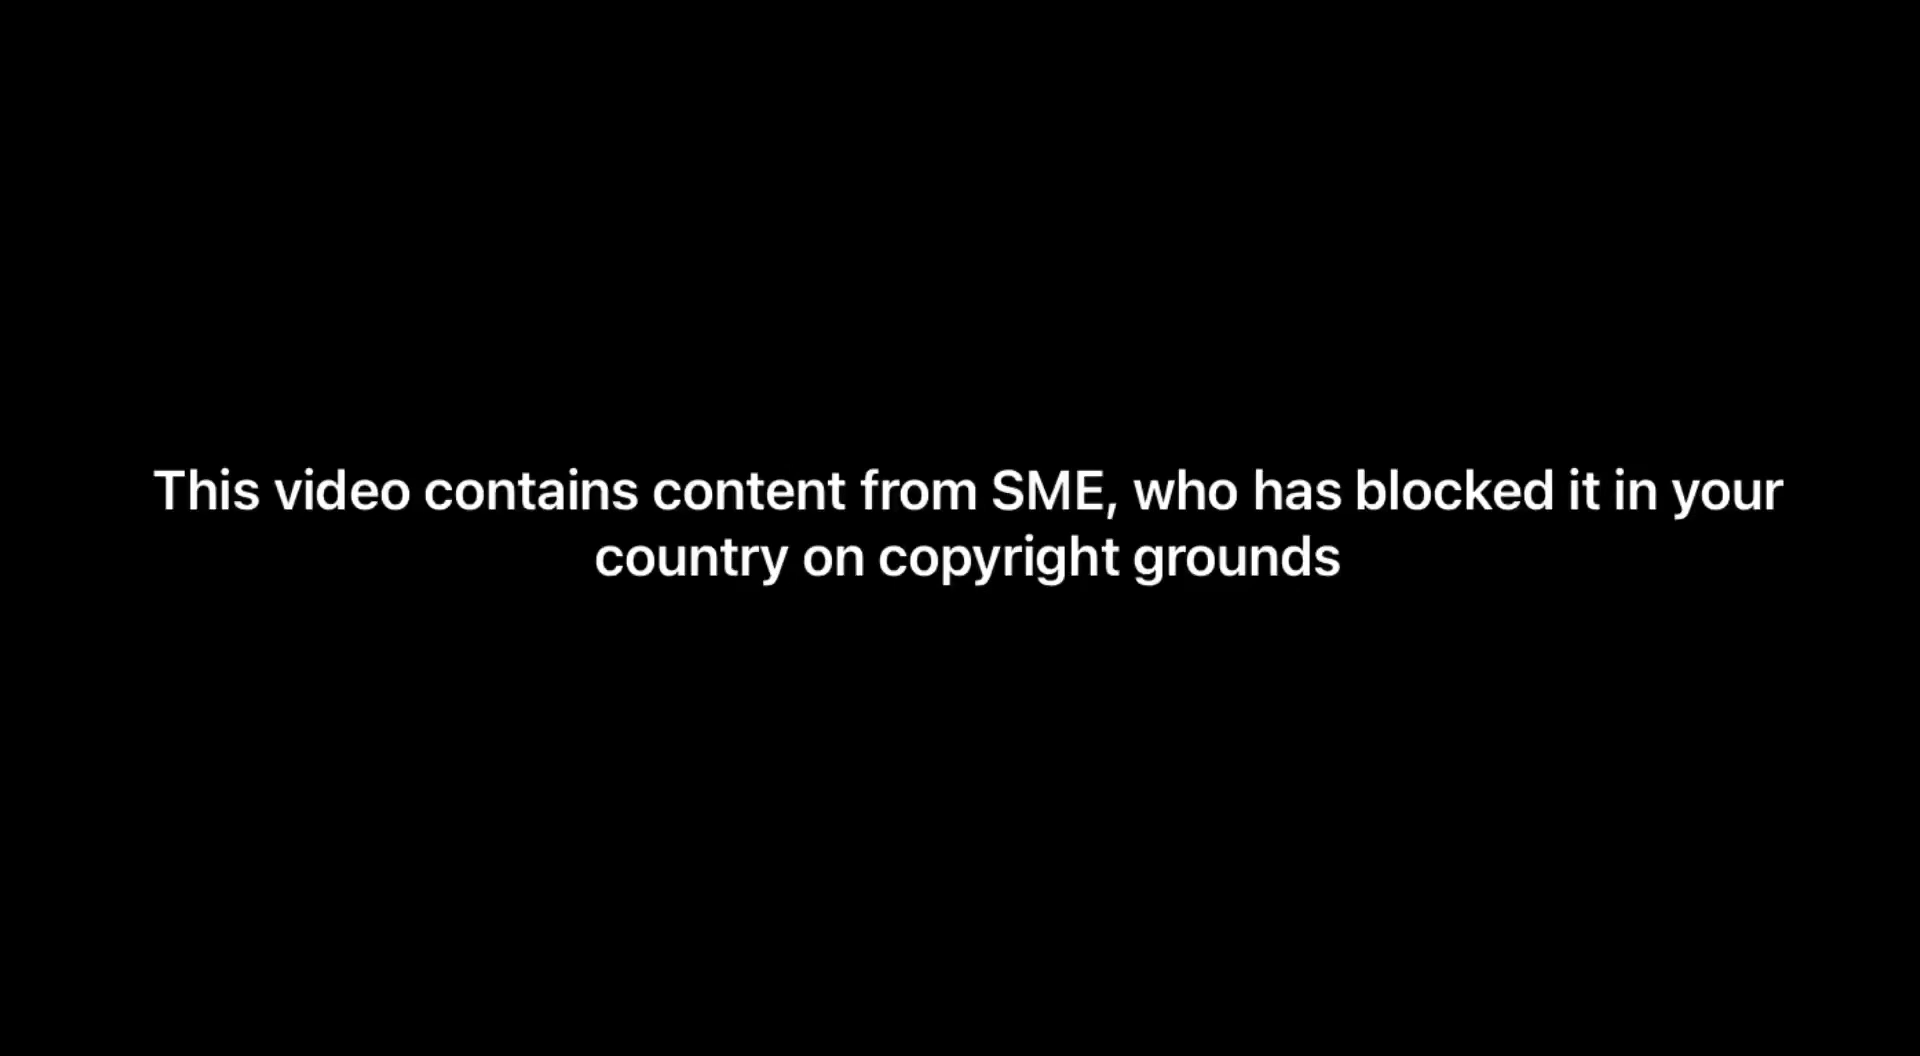 This video contains content from SME, who has blocked it in your
country on copyright grounds